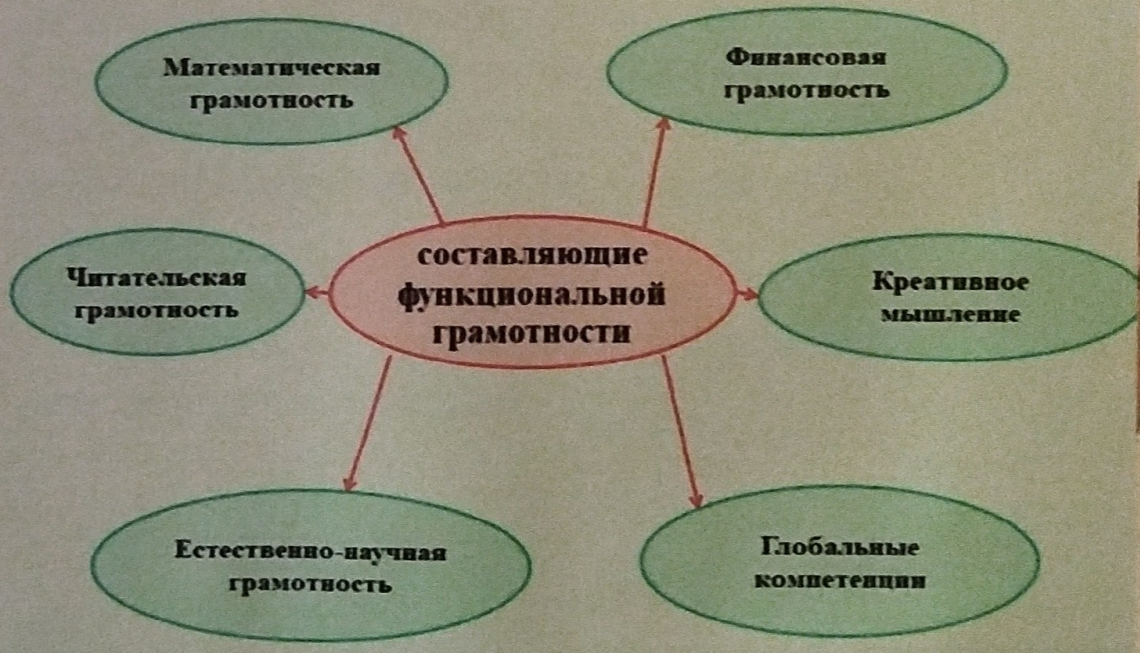 Математическая
грамотность
Финансовая
грамотность
составляющие
функциональной
грамотности
Читательская
грамотность
Креативное
мышление
Естественно-научная
грамотность
Глобальные
компетенции